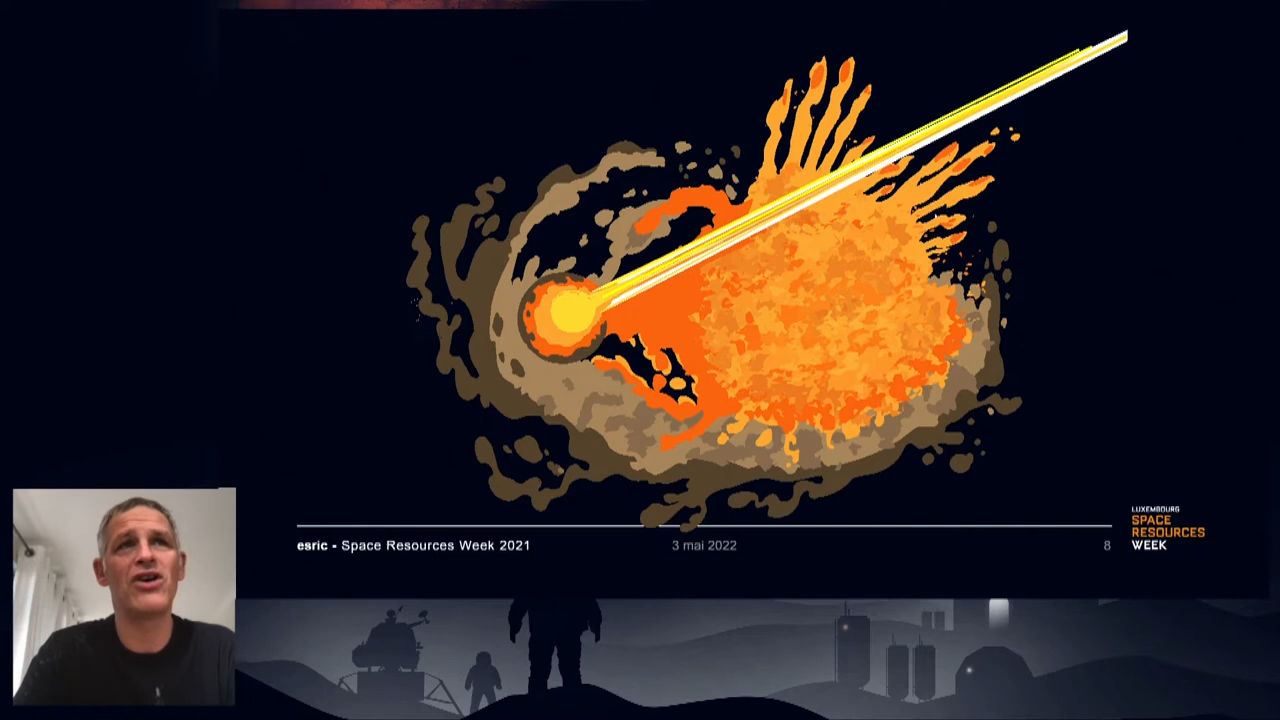 esric - Space Resources Week 2021
3 mai 2022
8
LUXEMBOURG
SPACE
RESOURCES
WEEK